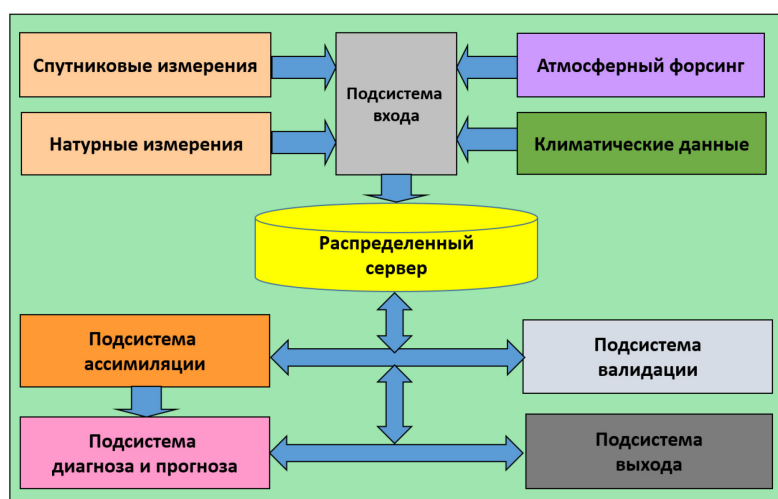 Спутниковые измерения
Подсистема
входа
Атмосферный форсинг
Натурные измерения
Климатические данные
Распределенный
сервер
Подсистема
ассимиляции
Подсистема
валидации
Подсистема
диагноза и прогноза
Подсистема
выхода